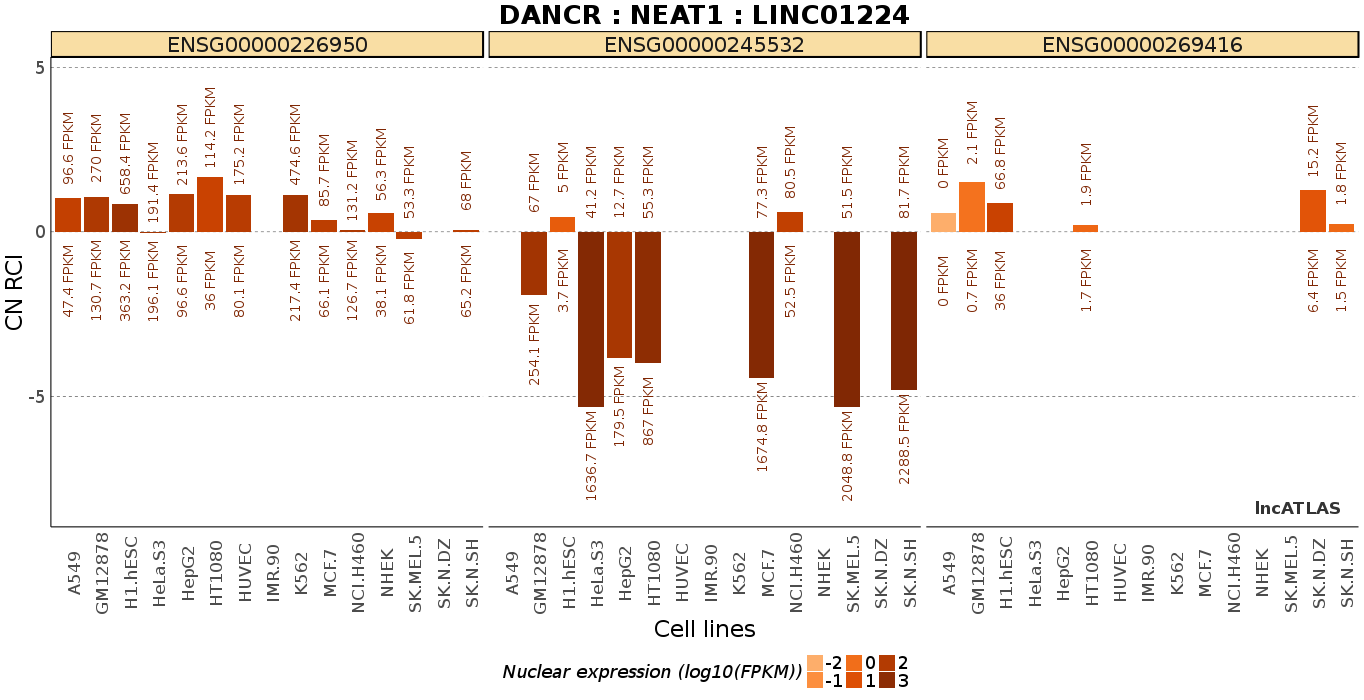 DANCR : NEAT1 : LINC01224
ENSG00000226950 ENSG00000245532 ENSG00000269416
5
0
-5
CN RCI
96.6 FPKM 270 FPKM 658.4 FPKM 191.4 FPKM 213.6 FPKM 114.2 FPKM 175.2 FPKM 474.6 FPKM 85.7 FPKM 131.2 FPKM 56.3 FPKM 53.3 FPKM 68 FPKM
47.4 FPKM 130.7 FPKM 363.2 FPKM 196.1 FPKM 96.6 FPKM 36 FPKM 80.1 FPKM 217.4 FPKM 66.1 FPKM 126.7 FPKM 38.1 FPKM 61.8 FPKM 65.2 FPKM
67 FPKM 5 FPKM 41.2 FPKM 12.7 FPKM 55.3 FPKM 77.3 FPKM 80.5 FPKM 51.5 FPKM 81.7 FPKM
254.1 FPKM 3.7 FPKM 1636.7 FPKM 179.5 FPKM 867 FPKM 1674.8 FPKM 52.5 FPKM 2048.8 FPKM 2288.5 FPKM
0 FPKM 2.1 FPKM 66.8 FPKM 1.9 FPKM 15.2 FPKM 1.8 FPKM
0 FPKM 0.7 FPKM 36 FPKM 1.7 FPKM 6.4 FPKM 1.5 FPKM
lncATLAS
A549 GM12878 H1.hESC HeLa.S3 HepG2 HT1080 HUVEC IMR.90 K562 MCF.7 NCI.H460 NHEK SK.MEL.5 SK.N.DZ SK.N.SH
A549 GM12878 H1.hESC HeLa.S3 HepG2 HT1080 HUVEC IMR.90 K562 MCF.7 NCI.H460 NHEK SK.MEL.5 SK.N.DZ SK.N.SH
A549 GM12878 H1.hESC HeLa.S3 HepG2 HT1080 HUVEC IMR.90 K562 MCF.7 NCI.H460 NHEK SK.MEL.5 SK.N.DZ SK.N.SH
Cell lines
Nuclear expression (log10(FPKM))
-2 0 2
-1 1 3